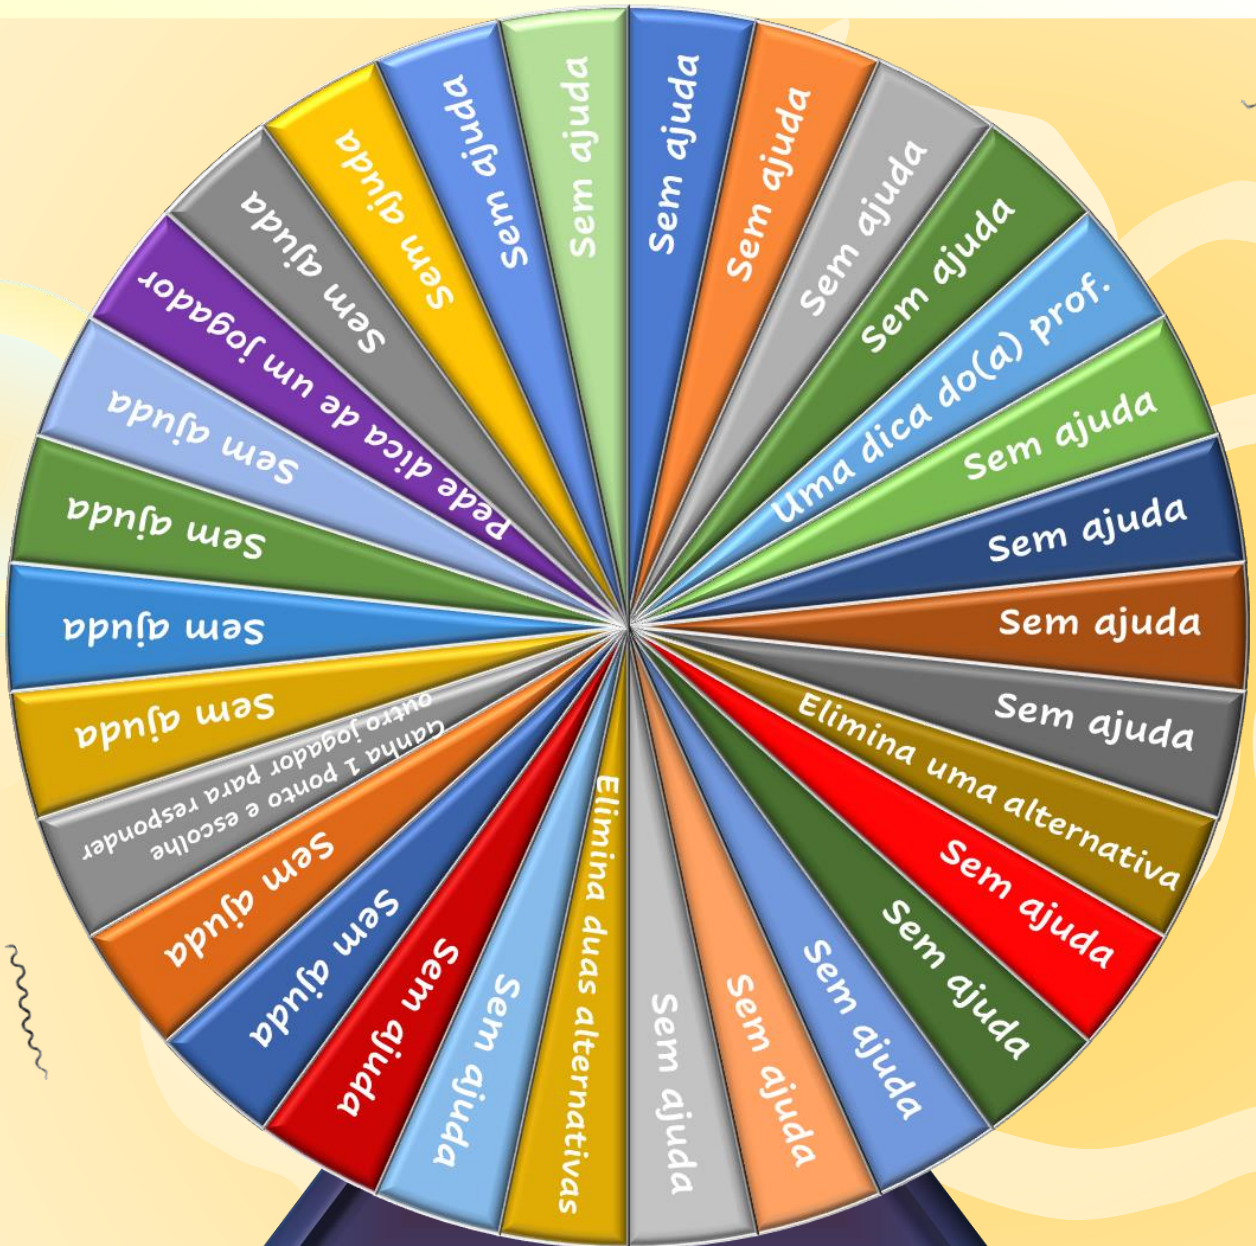 Sem ajuda
Sem ajuda
Sem ajuda
Sem ajuda
Uma dica do(a) prof.
Sem ajuda
Sem ajuda
Sem ajuda
Sem ajuda
Elimina uma alternativa
Sem ajuda
Sem ajuda
Sem ajuda
Sem ajuda
Sem ajuda
Elimina duas alternativas
Sem ajuda
Sem ajuda
Sem ajuda
Sem ajuda
Ganha 1 ponto e escolhe
outro jogador para responder
Sem ajuda
Sem ajuda
Sem ajuda
Sem ajuda
Pede dica de um jogador
Sem ajuda
Sem ajuda
Sem ajuda
Sem ajuda